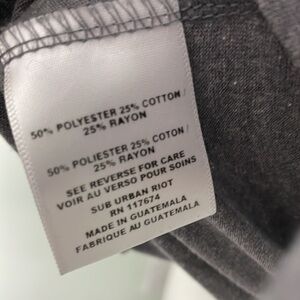 50% POLYESTER 25% COTTON /
25% RAYON
50% POLIESTER 25% COTON /
25% RAYON
SEE REVERSE FOR CARE
VOIR AU VERSO POUR SOINS
SUB URBAN RIOT
RN 117674
MADE IN GUATEMALA
FABRIQUE AU GUATEMALA